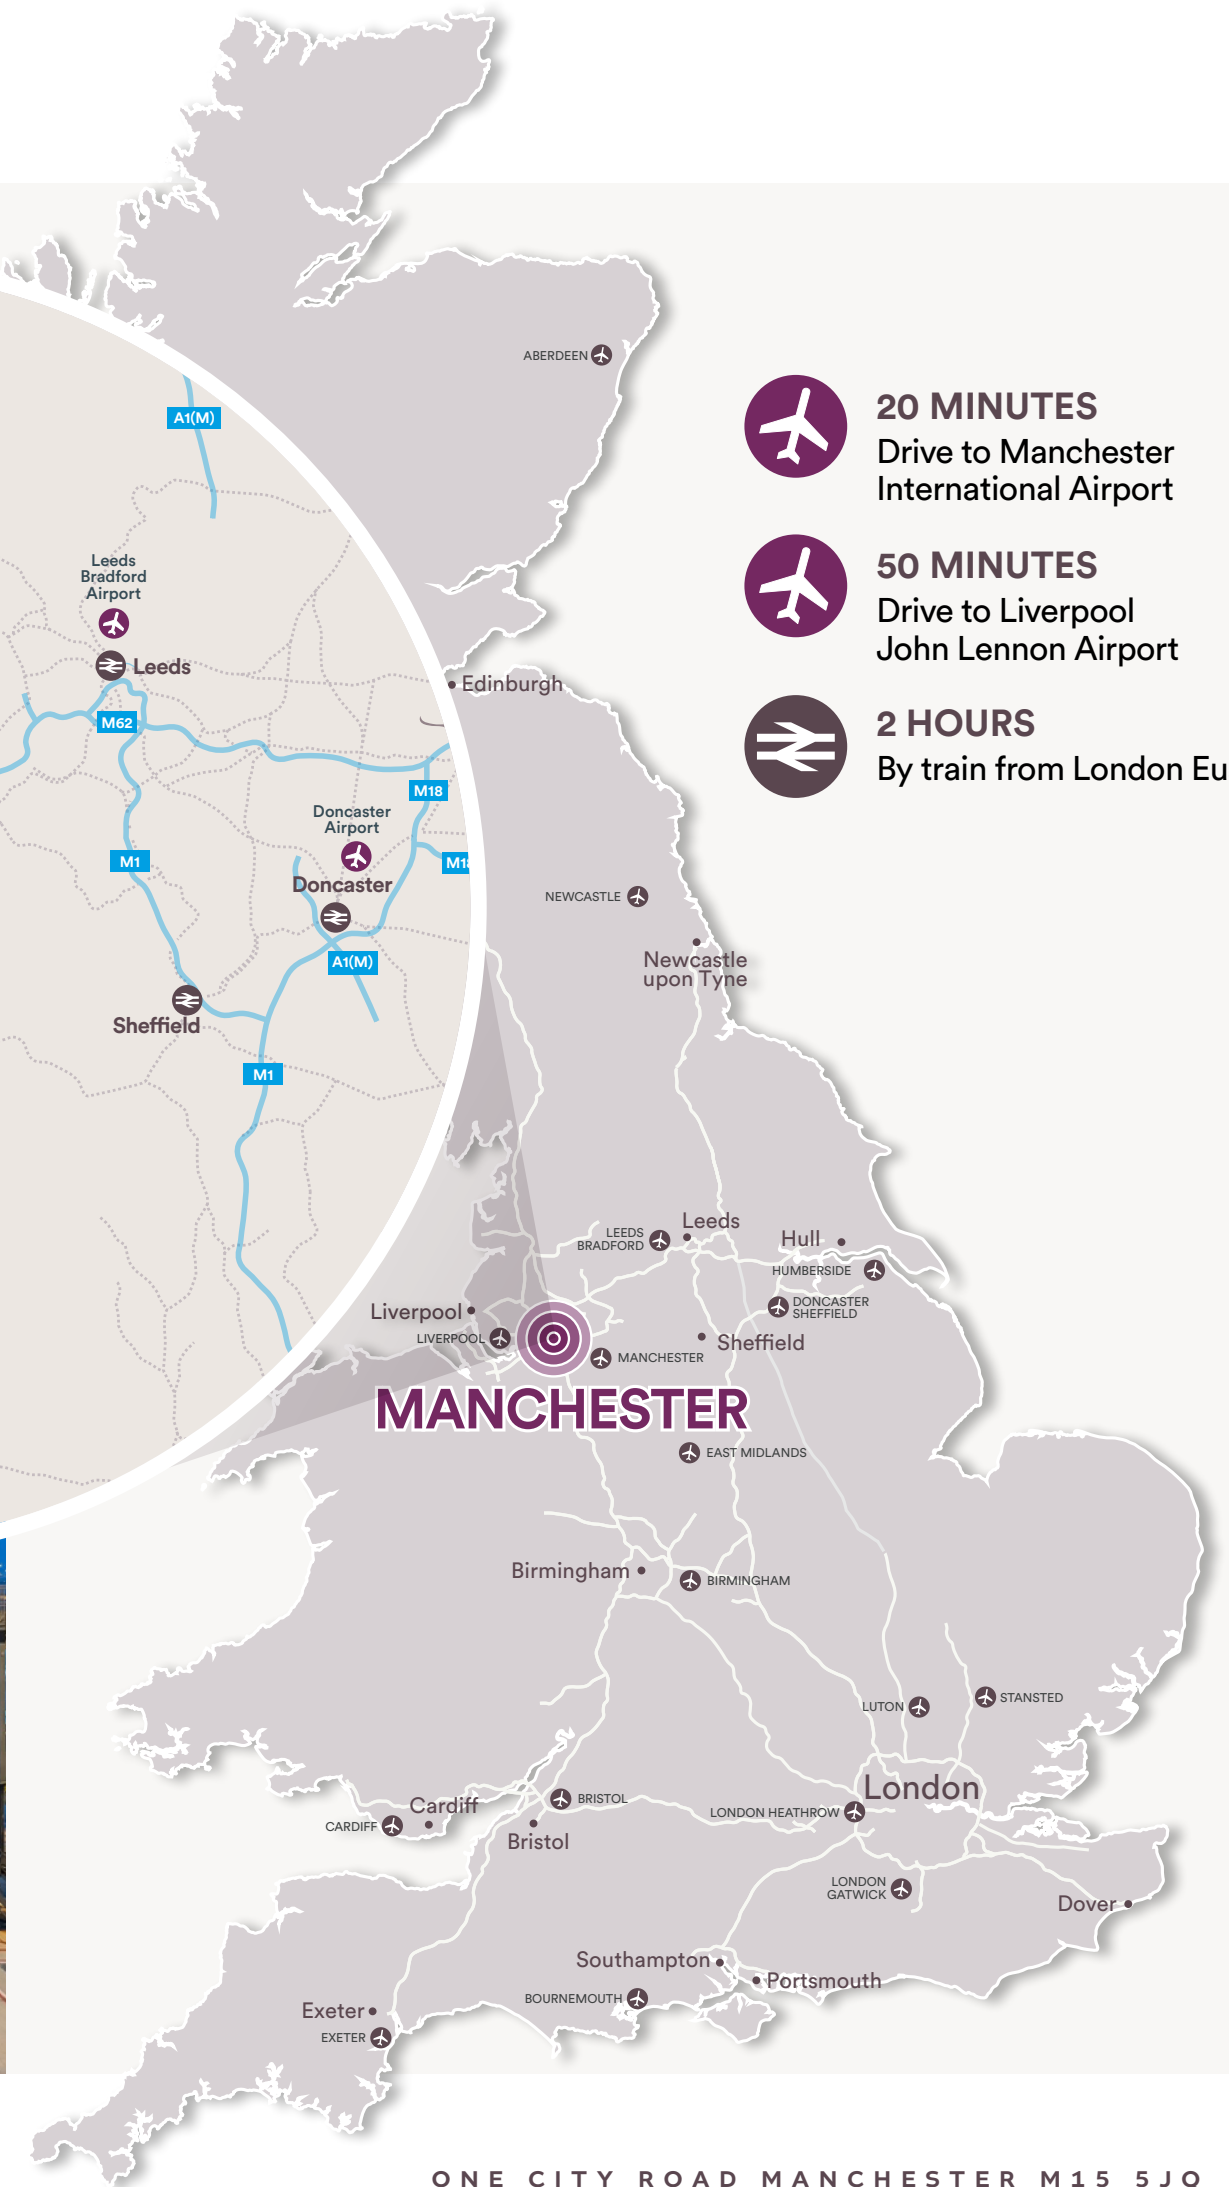 ABERDEEN
A1(M)
20 MINUTES
Drive to Manchester
International Airport
Leeds
Bradford
Airport
50 MINUTES
Drive to Liverpool
John Lennon Airport
Leeds
Edinburgh
M62
2 HOURS
By train from London Eu
M18
Doncaster
Airport
M1
M18
Doncaster
NEWCASTLE
A1(M)
Newcastle
upon Tyne
Sheffield
M1
Leeds
LEEDS
BRADFORD
Hull
HUMBERSIDE
Liverpool
DONCASTER
SHEFFIELD
LIVERPOOL
Sheffield
MANCHESTER
MANCHESTER
EAST MIDLANDS
Birmingham
BIRMINGHAM
LUTON
STANSTED
London
Cardiff
BRISTOL
LONDON HEATHROW
CARDIFF
Bristol
LONDON
GATWICK
Dover
Southampton
Portsmouth
BOURNEMOUTH
Exeter
EXETER
ONE CITY ROAD MANCHESTER M15 5JQ